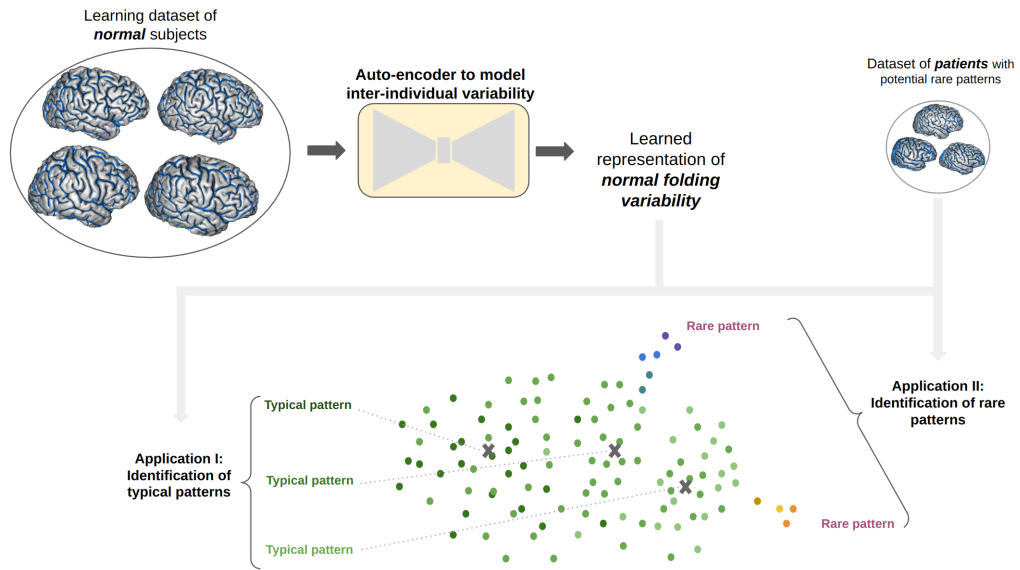 Learning dataset of
normal subjects
Auto-encoder to model
inter-individual variability
Learned
representation of
normal folding
variability
Dataset of patients with
potential rare patterns
Rare pattern
Typical pattern
Application II:
Identification of rare
patterns
Application I:
Identification of
typical patterns
Typical pattern
Rare pattern
Typical pattern